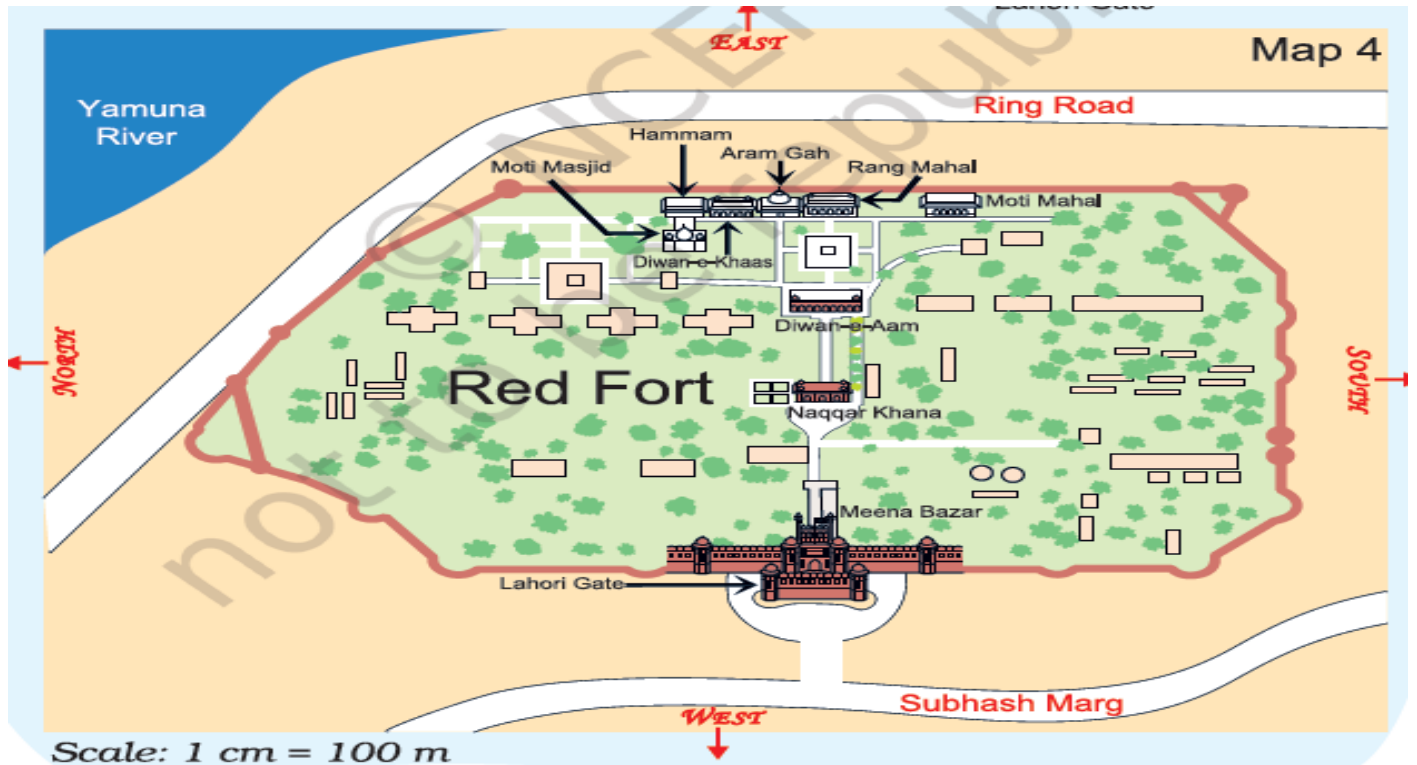 EAST
Map 4
Yamuna
River
Ring Road
Hammam
Aram Gah
Moti Masjid
Rang Mahal
Moti Mahal
Diwan-e-Khaas
Diwan-e-Aam
NORTH
SOUTH
Red Fort
Naqqar Khana
Meena Bazar
Lahori Gate
Subhash Marg
WEST
Scale: 1 cm = 100 m